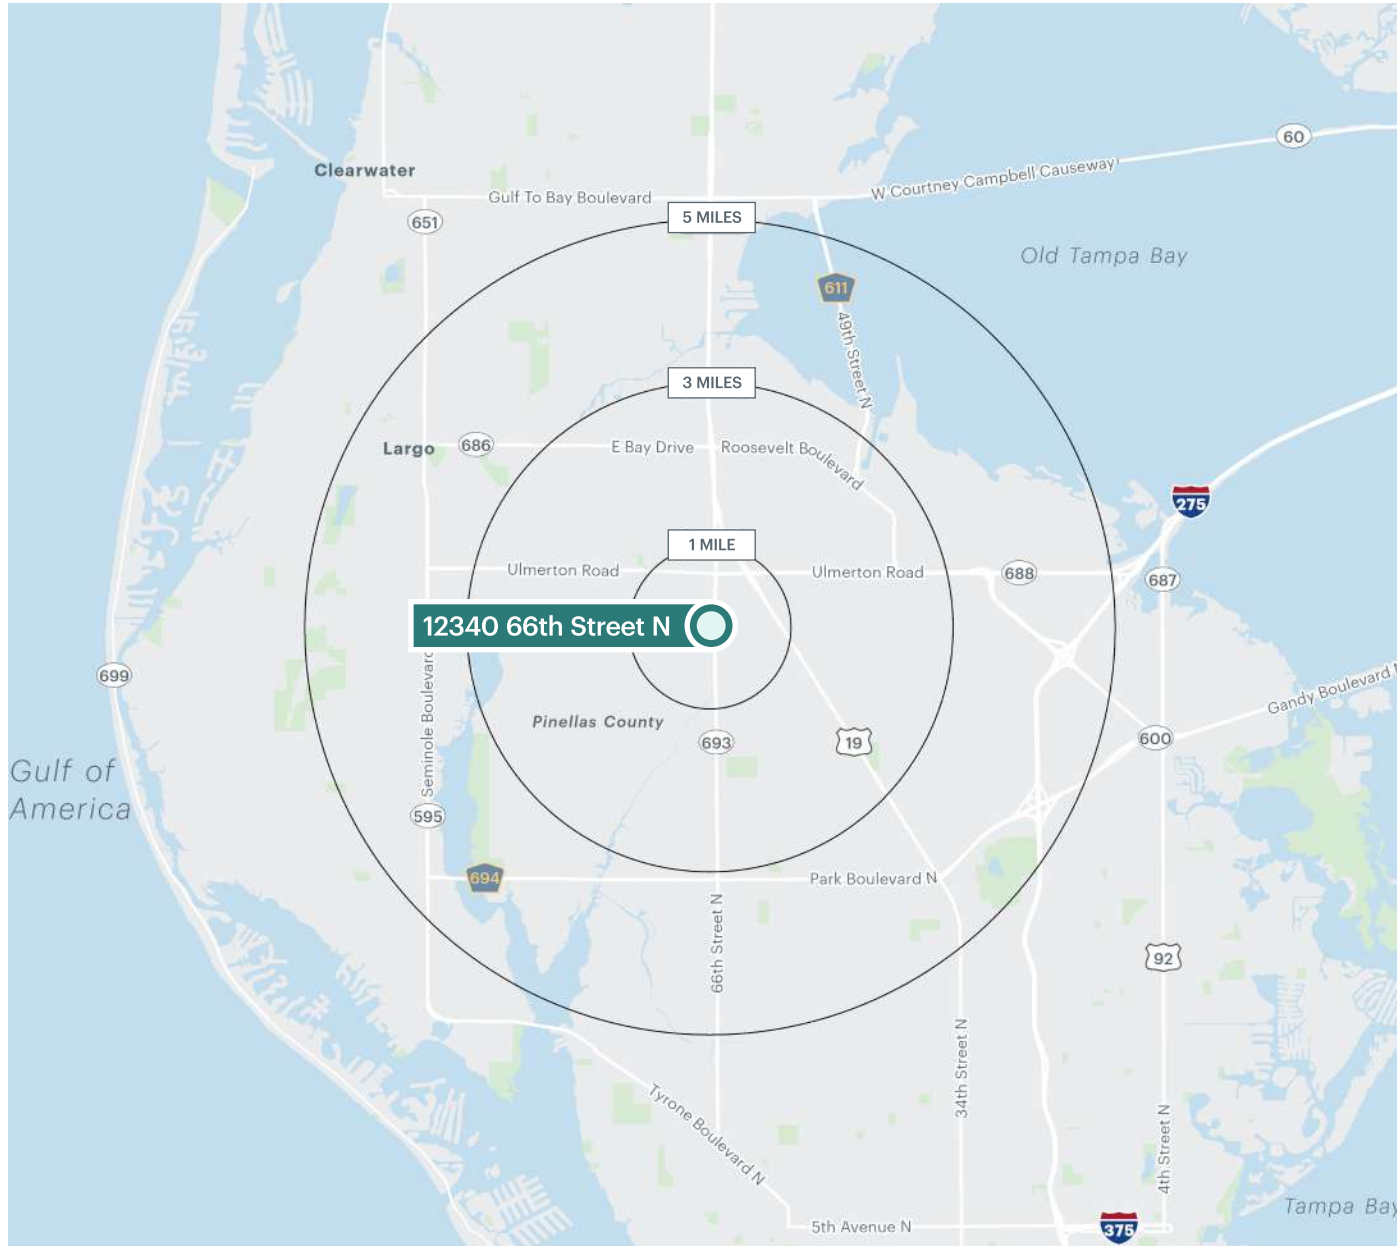 60
Clearwater
W Courtney Campbell Causeway
Gulf To Bay Boulevard
5 MILES
651
Old Tampa Bay
611
49th Street N
3 MILES
Largo
686
E Bay Drive
Roosevelt Boulevard
275
1 MILE
Ulmerton Road
Ulmerton Road
688
687
12340 66th Street N
699
Seminole Boulevard
Pinellas County
693
19
Gandy Boulevard
600
Gulf of
America
595
694
Park Boulevard N
66th Street N
92
34th Street N
Tyrone Boulevard N
4th Street N
Tampa Bay
5th Avenue N
375